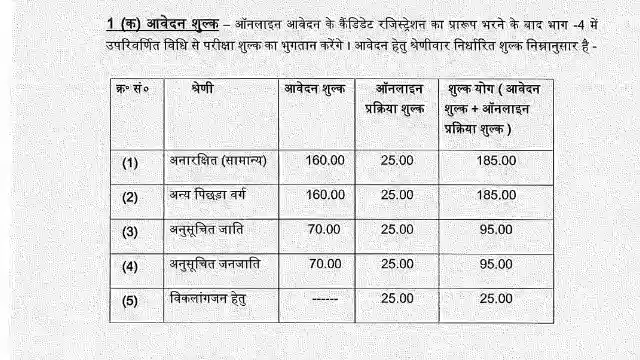 1 (क) आवेदन शुल्क – ऑनलाइन आवेदन के कैंडिडेट रजिस्ट्रेशन का प्रारूप भरने के बाद भाग -4 में
उपरिवर्णित विधि से परीक्षा शुल्क का भुगतान करेंगे । आवेदन हेतु श्रेणीवार निर्धारित शुल्क निम्नानुसार है -
क्र॰ सं॰ श्रेणी आवेदन शुल्क ऑनलाइन प्रक्रिया शुल्क शुल्क योग ( आवेदन शुल्क + ऑनलाइन प्रक्रिया शुल्क )
(1) अनारक्षित (सामान्य) 160.00 25.00 185.00
(2) अन्य पिछड़ा वर्ग 160.00 25.00 185.00
(3) अनुसूचित जाति 70.00 25.00 95.00
(4) अनुसूचित जनजाति 70.00 25.00 95.00
(5) विकलांगजन हेतु ------ 25.00 25.00